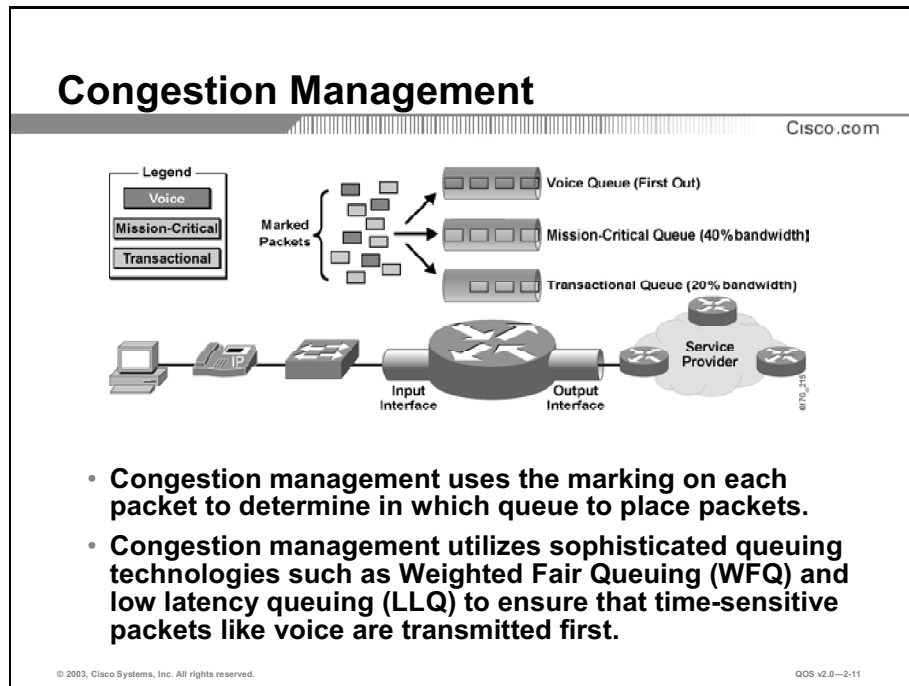 Congestion Management
Cisco.com
Legend
Voice
Mission-Critical
Transactional
Marked
Packets
Voice Queue (First Out)
Mission-Critical Queue (40% bandwidth)
Transactional Queue (20% bandwidth)
IP
Input
Interface
Output
Interface
Service
Provider
• Congestion management uses the marking on each
packet to determine in which queue to place packets.
• Congestion management utilizes sophisticated queuing
technologies such as Weighted Fair Queuing (WFQ) and
low latency queuing (LLQ) to ensure that time-sensitive
packets like voice are transmitted first.
© 2003, Cisco Systems, Inc. All rights reserved.
QOS v2.0—2-11